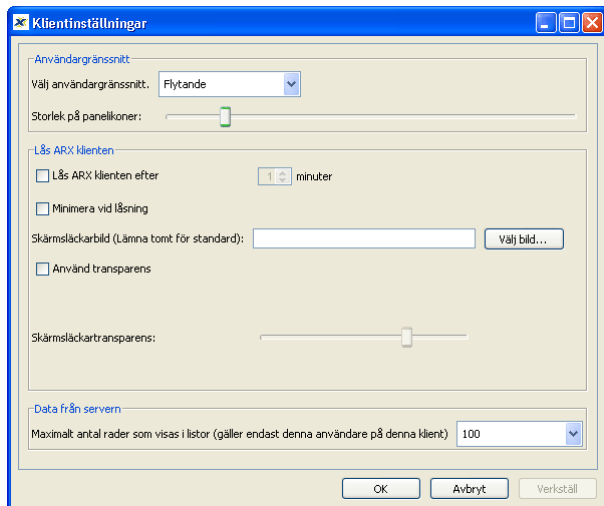 Klientinställningar
Användargränssnitt
Välj användargränssnitt. Flytande
Storlek på panelikoner:
Lås ARX klienten
Lås ARX klienten efter 1 minuter
Minimera vid låsning
Skärmsläckarbild (Lämna tomt för standard): Välj bild...
Använd transparens
Skärmsläckartransparens:
Data från servern
Maximalt antal rader som visas i listor (gäller endast denna användare på denna klient) 100
OK Avbryt Verkställ